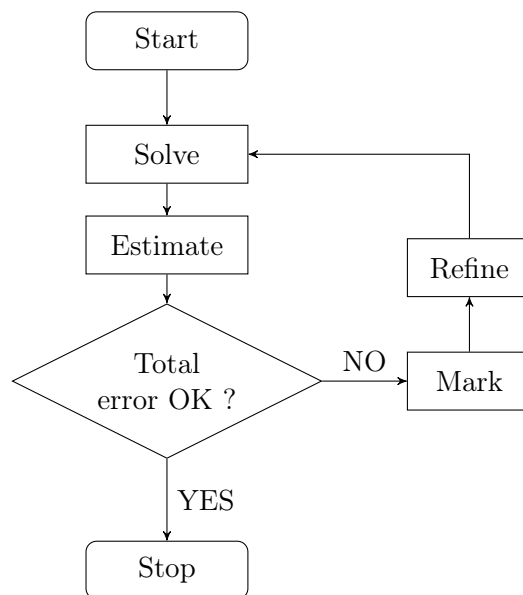 Start
Solve
Estimate
Refine
Total
error OK ?
NO
Mark
YES
Stop